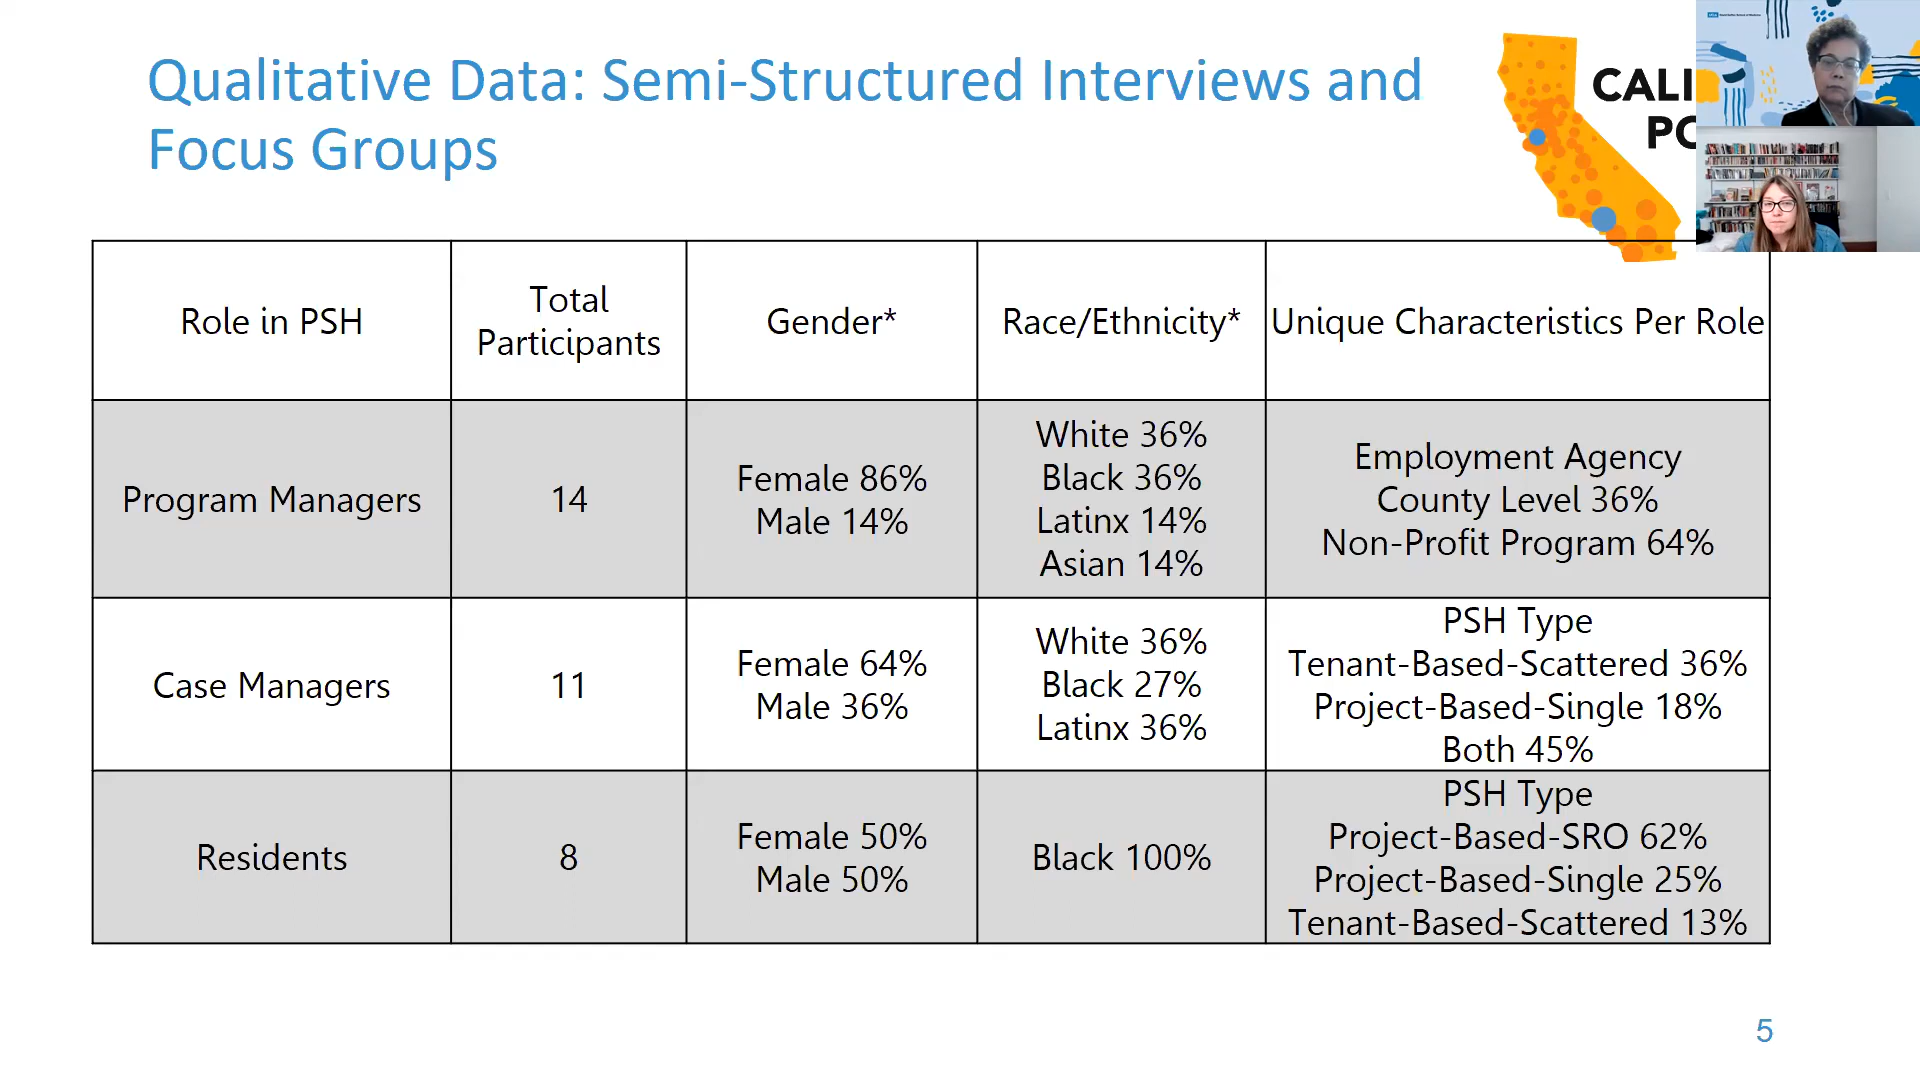 Qualitative Data: Semi-Structured Interviews and
Focus Groups
CALI
PO
Role in PSH
Total
Participants
Gender*
Race/Ethnicity*
Unique Characteristics Per Role
Program Managers
14
Female 86%
Male 14%
White 36%
Black 36%
Latinx 14%
Asian 14%
Employment Agency
County Level 36%
Non-Profit Program 64%
Case Managers
11
Female 64%
Male 36%
White 36%
Black 27%
Latinx 36%
PSH Type
Tenant-Based-Scattered 36%
Project-Based-Single 18%
Both 45%
Residents
8
Female 50%
Male 50%
Black 100%
PSH Type
Project-Based-SRO 62%
Project-Based-Single 25%
Tenant-Based-Scattered 13%
5